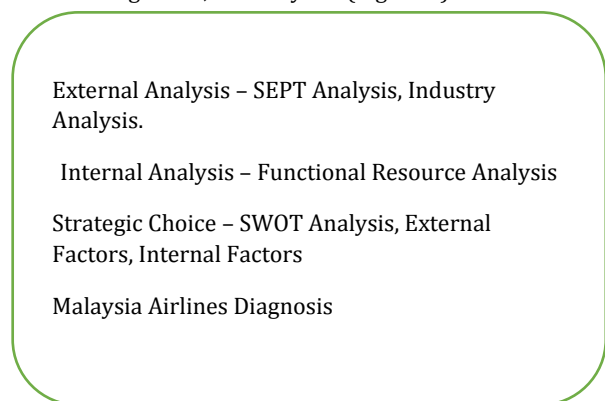 External Analysis – SEPT Analysis, Industry
Analysis.
Internal Analysis – Functional Resource Analysis
Strategic Choice – SWOT Analysis, External
Factors, Internal Factors
Malaysia Airlines Diagnosis